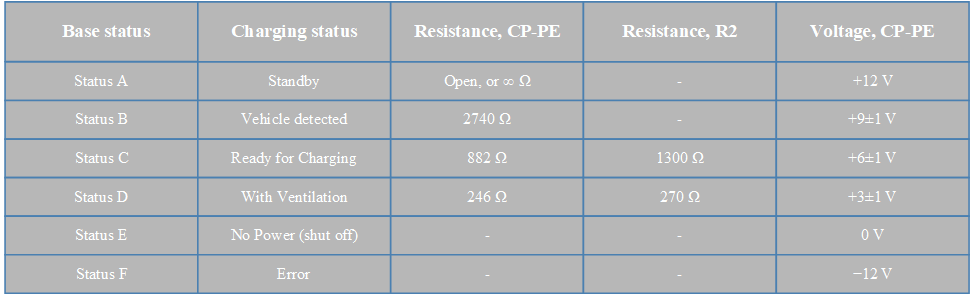 Base status Charging status Resistance, CP-PE Resistance, R2 Voltage, CP-PE
Status A Standby Open, or ∞ Ω - +12 V
Status B Vehicle detected 2740 Ω - +9±1 V
Status C Ready for Charging 882 Ω 1300 Ω +6±1 V
Status D With Ventilation 246 Ω 270 Ω +3±1 V
Status E No Power (shut off) - - 0 V
Status F Error - - −12 V